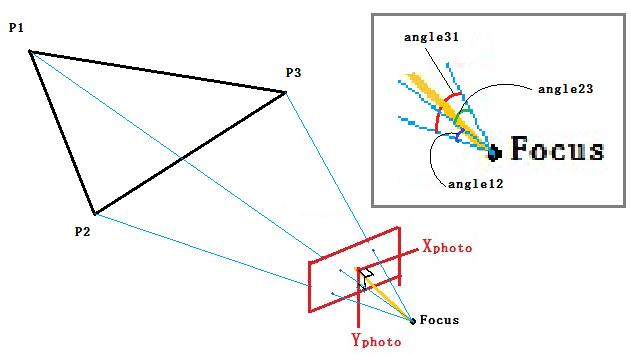 P1
angle31
P3
angle23
Focus
angle12
P2
Xphoto
Focus
Yphoto